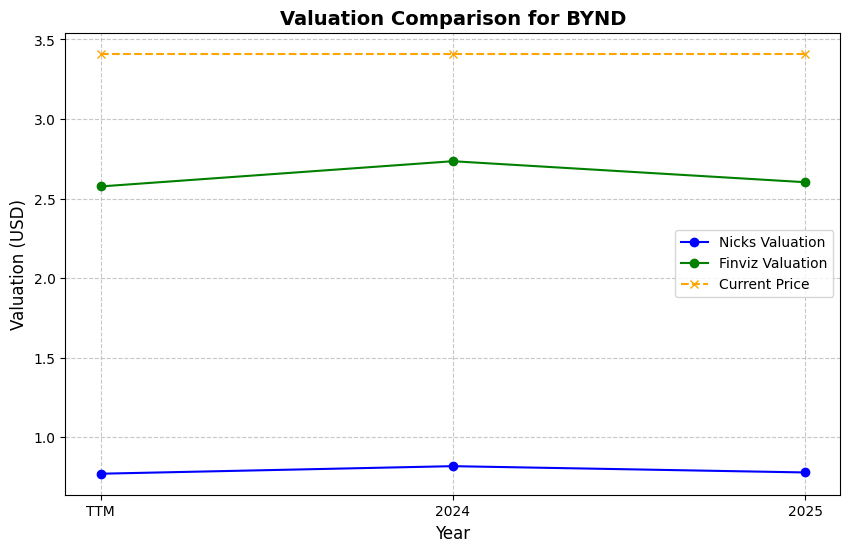 Valuation Comparison for BYND
Valuation (USD)
3.5
3.0
2.5
2.0
1.5
1.0
Nicks Valuation
Finviz Valuation
Current Price
TTM
2024
2025
Year